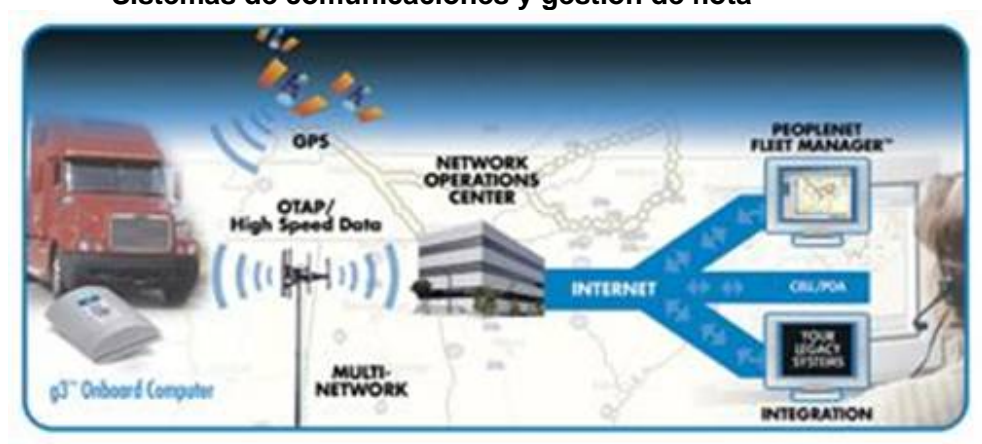 Sistemas de comunicaciones y gestión de flota
GPS
OTAP/
High Speed Data
NETWORK
OPERATIONS
CENTER
PEOPLENET
FLEET MANAGER™
INTERNET
CELL/PDA
YOUR
LEGACY
SYSTEMS
MULTI-
NETWORK
g3™ Onboard Computer
INTEGRATION